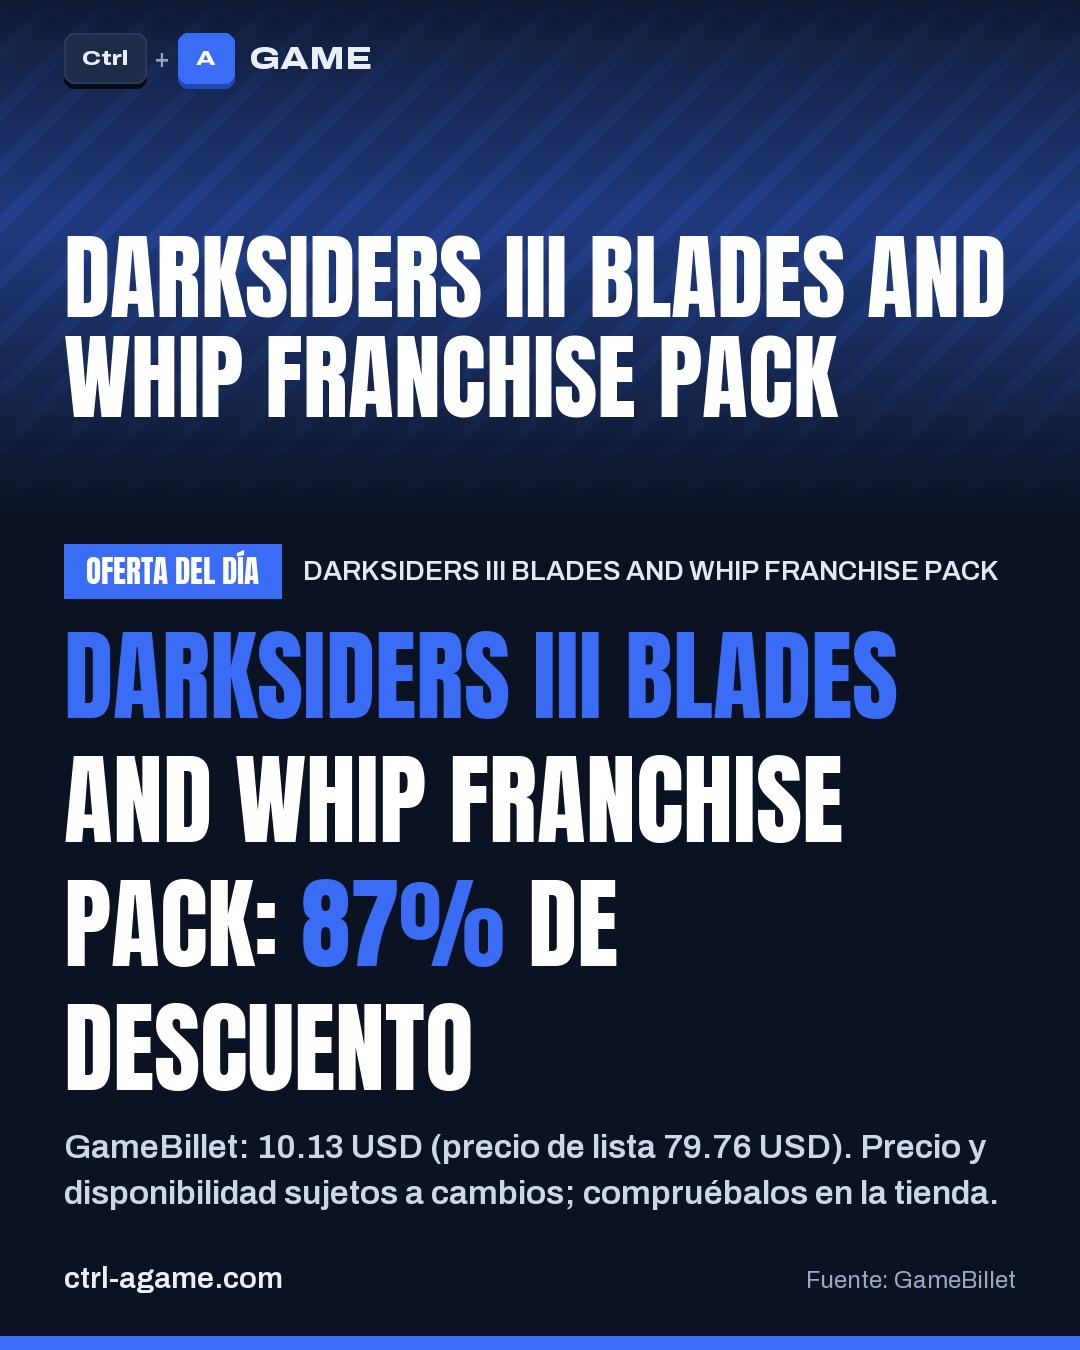 Ctrl + A GAME
DARKSIDERS III BLADES AND
WHIP FRANCHISE PACK
OFERTA DEL DÍA DARKSIDERS III BLADES AND WHIP FRANCHISE PACK
DARKSIDERS III BLADES
AND WHIP FRANCHISE
PACK: 87% DE
DESCUENTO
GameBillet: 10.13 USD (precio de lista 79.76 USD). Precio y
disponibilidad sujetos a cambios; compruébalos en la tienda.
ctrl-agame.com Fuente: GameBillet